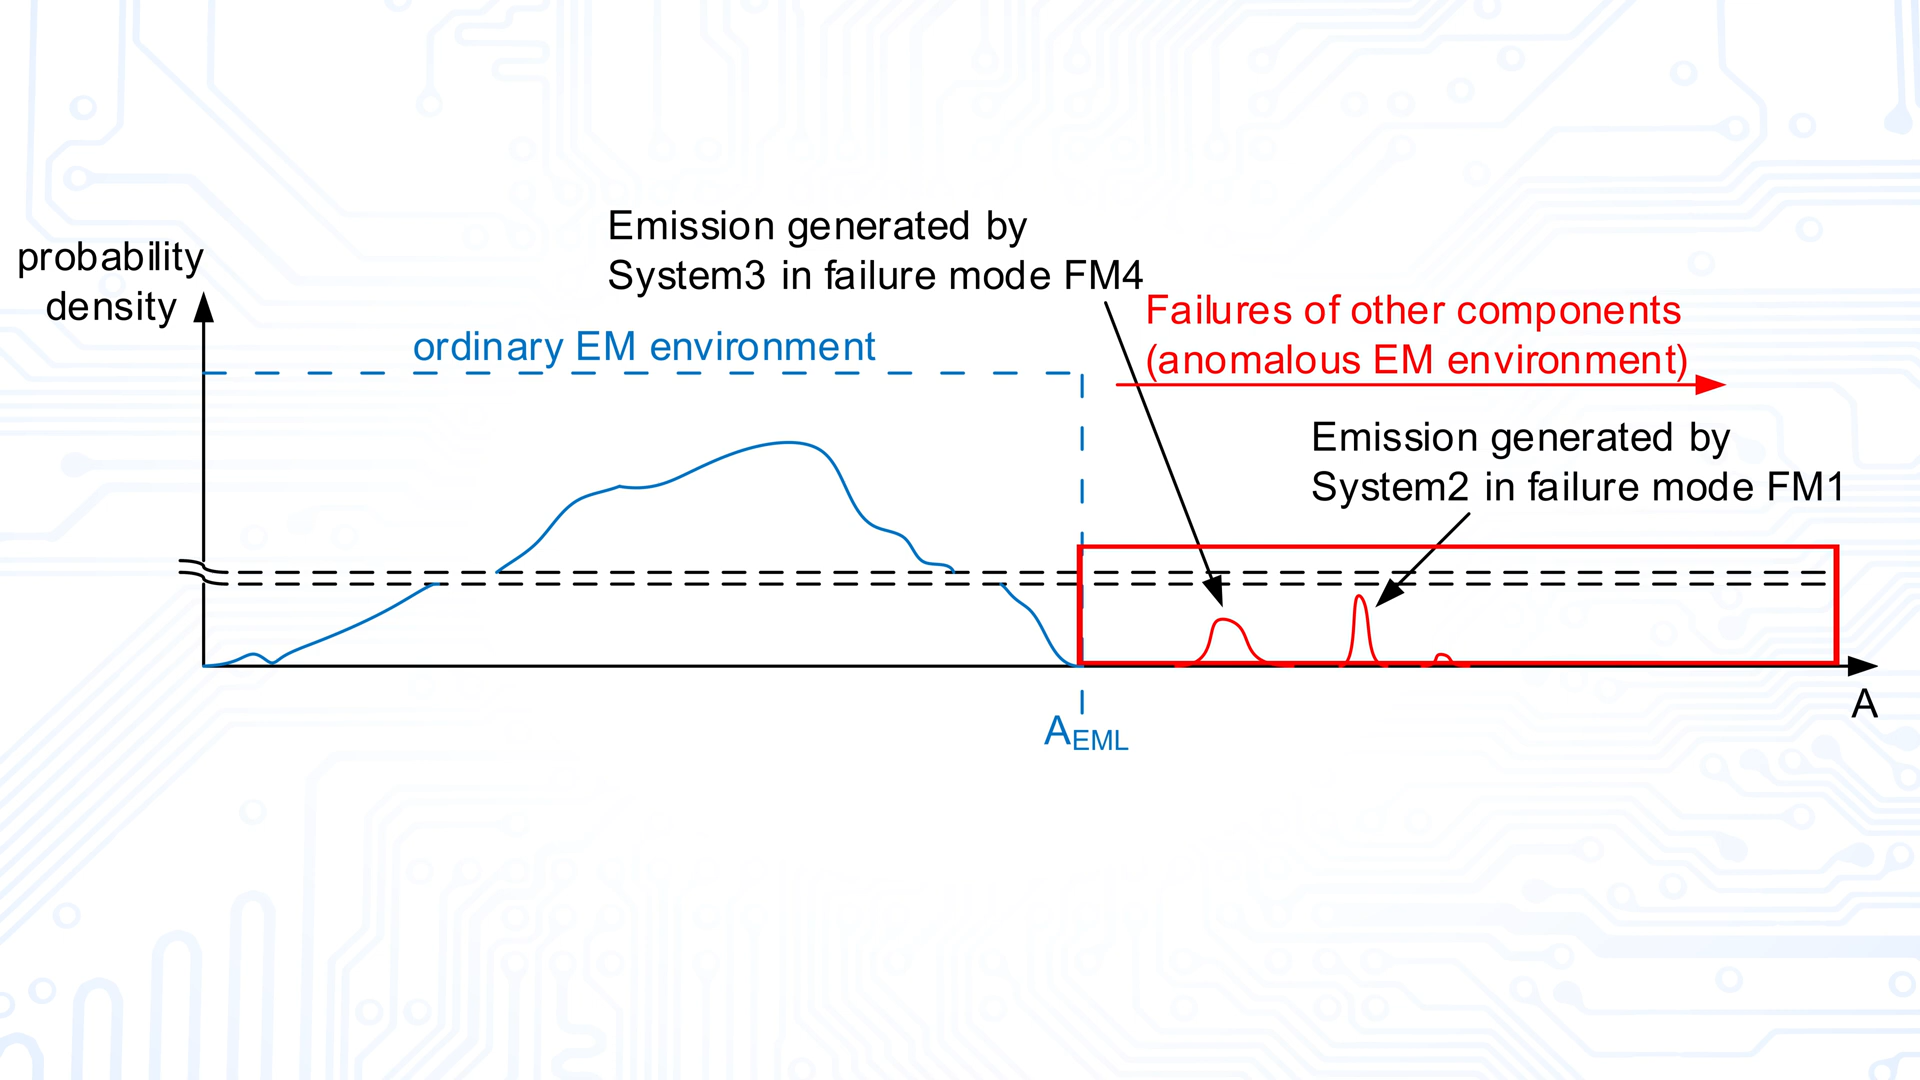 Emission generated by
System3 in failure mode FM4
probability
density
Failures of other components
(anomalous EM environment)
ordinary EM environment
Emission generated by
System2 in failure mode FM1
A
AEML